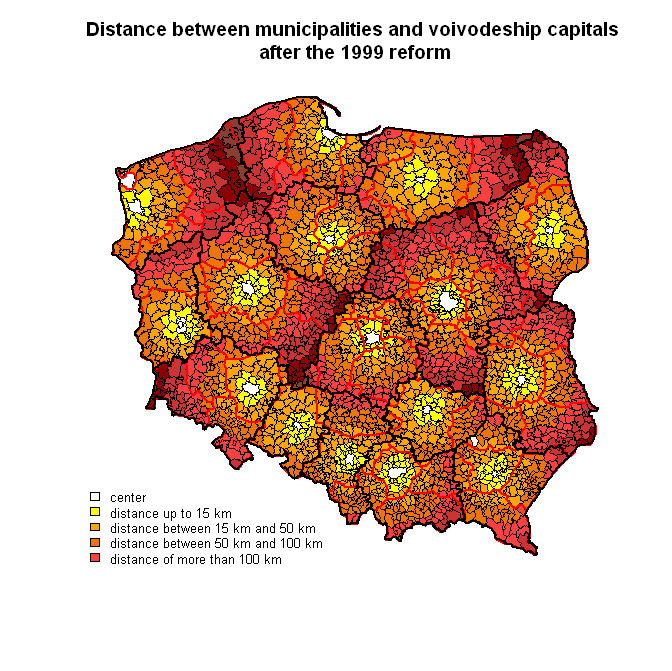 Distance between municipalities and voivodeship capitals
after the 1999 reform
center
distance up to 15 km
distance between 15 km and 50 km
distance between 50 km and 100 km
distance of more than 100 km